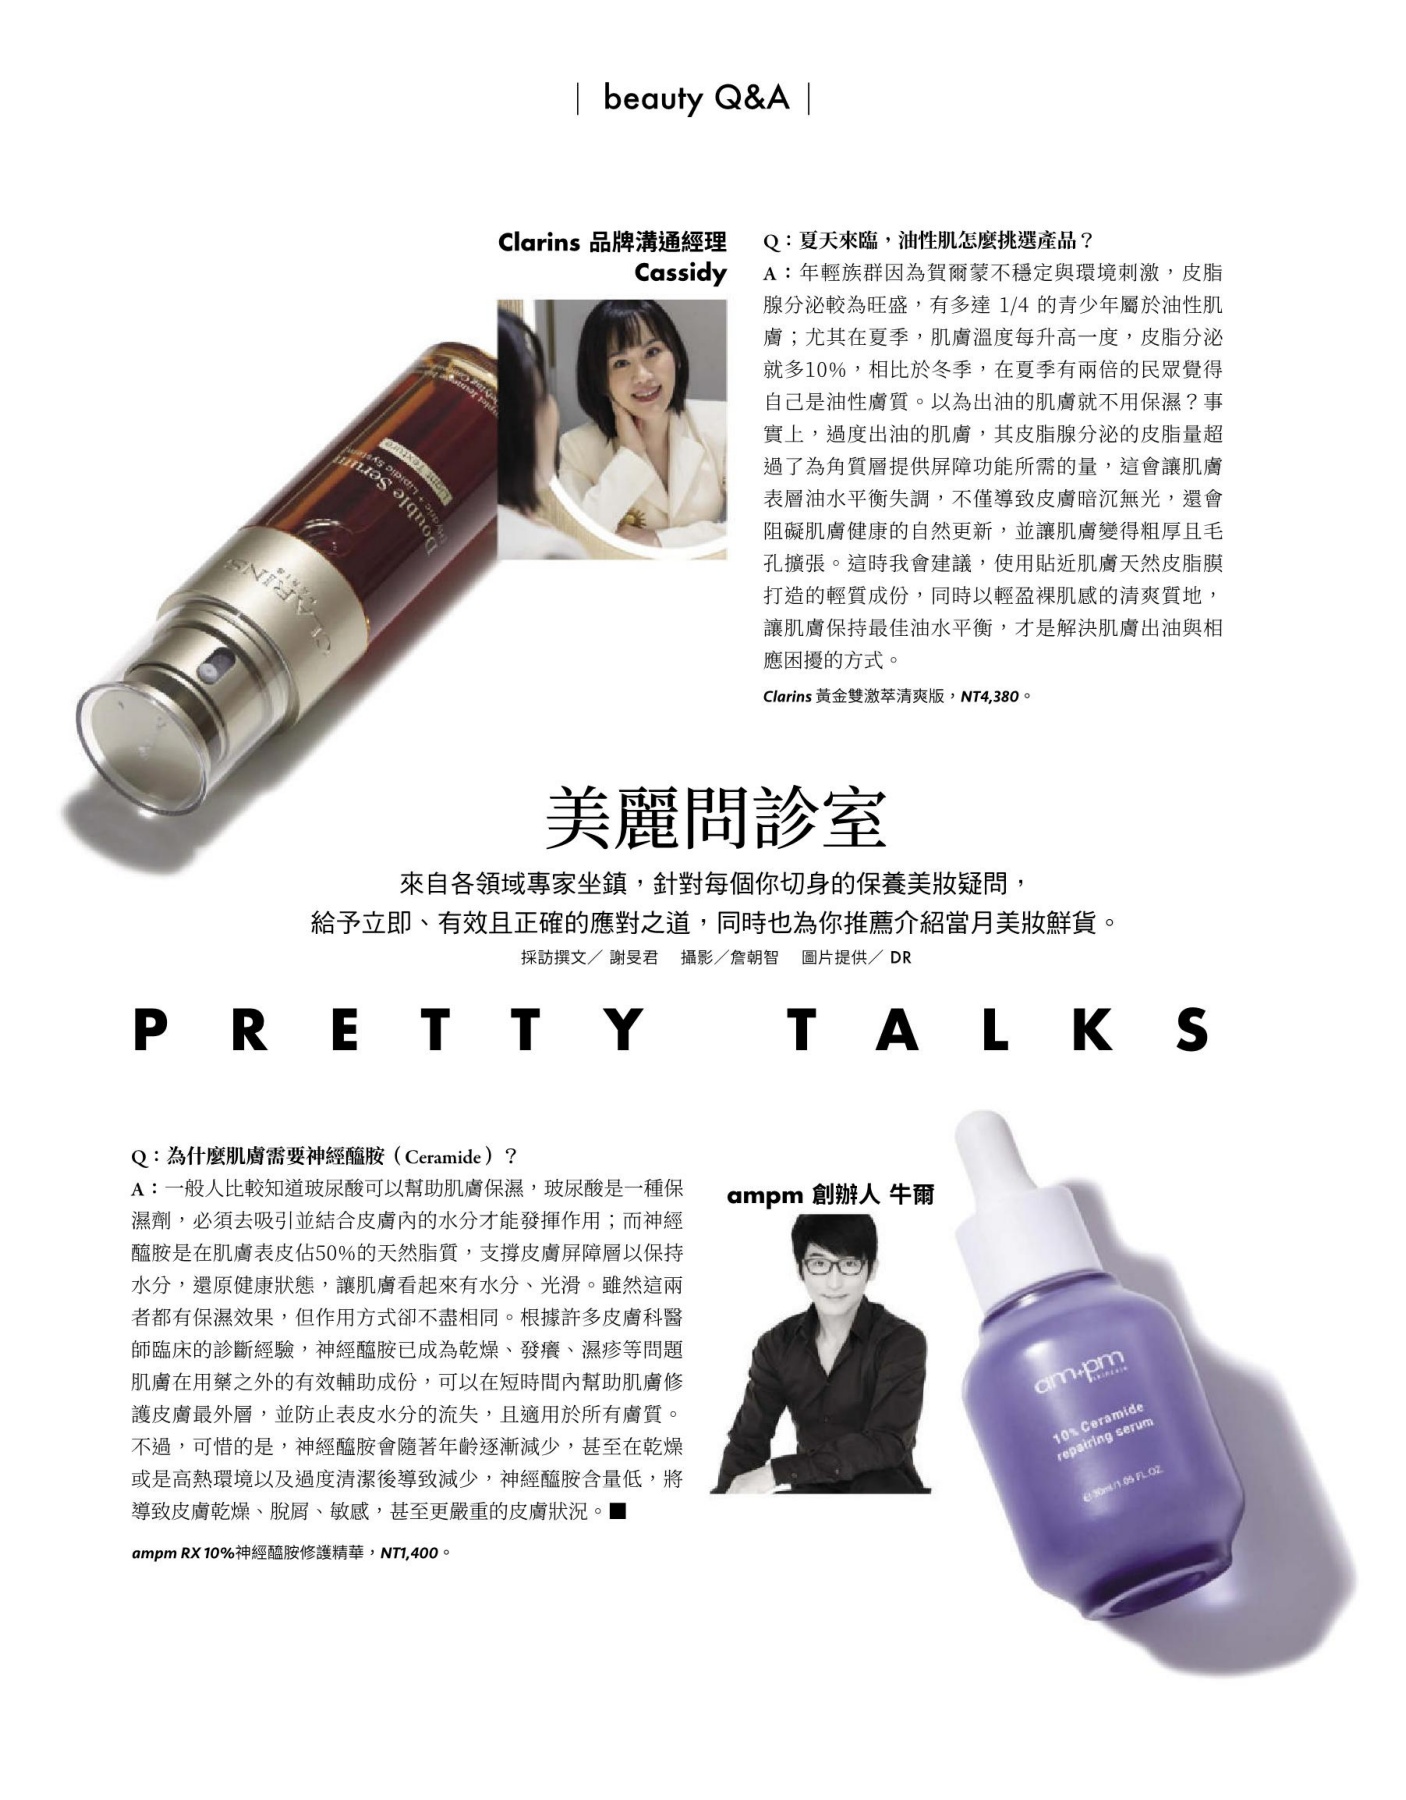 beauty Q&A
Clarins 品牌溝通經理
Cassidy
Q：夏天來臨，油性肌怎麼挑選產品？
A：年輕族群因為賀爾蒙不穩定與環境刺激，皮脂
腺分泌較為旺盛，有多達 1/4 的青少年屬於油性肌
膚；尤其在夏季，肌膚溫度每升高一度，皮脂分泌
就多10%，相比於冬季，在夏季有兩倍的民眾覺得
自己是油性膚質。以為出油的肌膚就不用保濕？事
實上，過度出油的肌膚，其皮脂腺分泌的皮脂量超
過了為角質層提供屏障功能所需的量，這會讓肌膚
表層油水平衡失調，不僅導致皮膚暗沉無光，還會
阻礙肌膚健康的自然更新，並讓肌膚變得粗厚且毛
孔擴張。這時我會建議，使用貼近肌膚天然皮脂膜
打造的輕質成份，同時以輕盈裸肌感的清爽質地，
讓肌膚保持最佳油水平衡，才是解決肌膚出油與相
應困擾的方式。
Clarins 黃金雙激萃清爽版，NT4,380。
CLARINS
PARIS
Double Serum
Light Texture
美麗問診室
來自各領域專家坐鎮，針對每個你切身的保養美妝疑問，
給予立即、有效且正確的應對之道，同時也為你推薦介紹當月美妝鮮貨。
採訪撰文／ 謝旻君　攝影／詹朝智　圖片提供／ DR
PRETTY TALKS
Q：為什麼肌膚需要神經醯胺（Ceramide）？
A：一般人比較知道玻尿酸可以幫助肌膚保濕，玻尿酸是一種保
濕劑，必須去吸引並結合皮膚內的水分才能發揮作用；而神經
醯胺是在肌膚表皮佔50%的天然脂質，支撐皮膚屏障層以保持
水分，還原健康狀態，讓肌膚看起來有水分、光滑。雖然這兩
者都有保濕效果，但作用方式卻不盡相同。根據許多皮膚科醫
師臨床的診斷經驗，神經醯胺已成為乾燥、發癢、濕疹等問題
肌膚在用藥之外的有效輔助成份，可以在短時間內幫助肌膚修
護皮膚最外層，並防止表皮水分的流失，且適用於所有膚質。
不過，可惜的是，神經醯胺會隨著年齡逐漸減少，甚至在乾燥
或是高熱環境以及過度清潔後導致減少，神經醯胺含量低，將
導致皮膚乾燥、脫屑、敏感，甚至更嚴重的皮膚狀況。■
ampm RX 10%神經醯胺修護精華，NT1,400。
ampm 創辦人 牛爾
am+pm
skincare
10% Ceramide
repairing serum
℮ 30ml/1.05 FL.OZ.